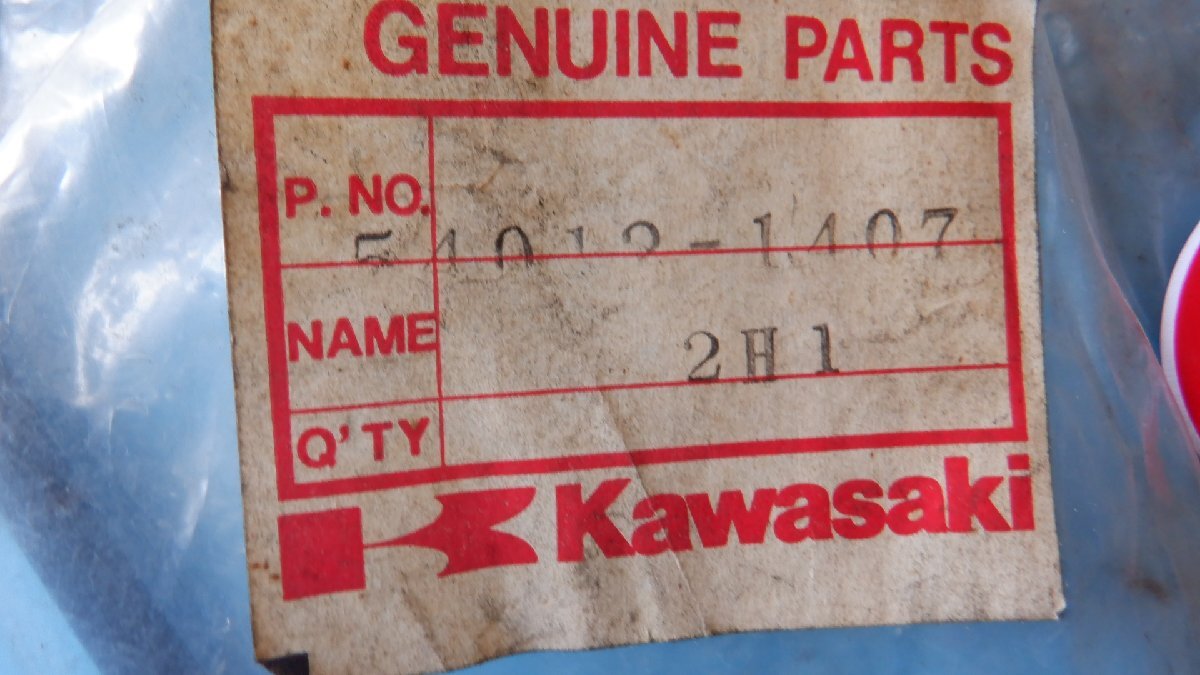 GENUINE PARTS
P. NO. 54012-1407
NAME 2H1
Q'TY
Kawasaki